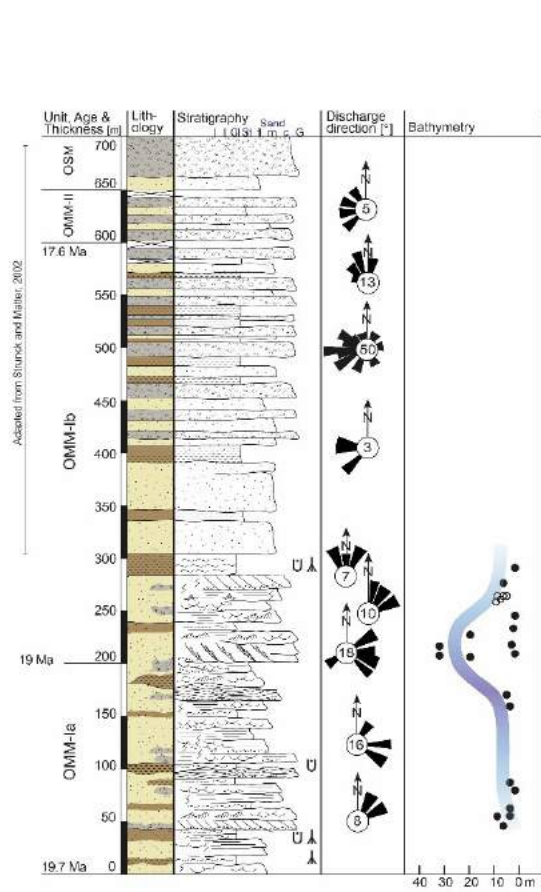 Unit, Age & Thickness [m]
Lith-ology
Stratigraphy
Sand
Cl St f m c G
Discharge direction [°]
Bathymetry
Adapted from Strunck and Matter, 2002
OSM
OMM-II
17.6 Ma
OMM-Ib
19 Ma
OMM-Ia
19.7 Ma
700
650
600
550
500
450
400
350
300
250
200
150
100
50
0
N
5
N
13
N
50
N
3
N
7
N
10
N
18
N
16
N
8
40 30 20 10 0 m